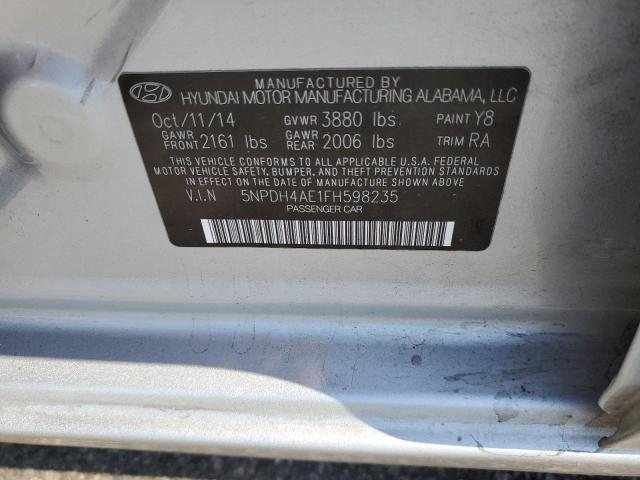 MANUFACTURED BY
HYUNDAI MOTOR MANUFACTURING ALABAMA, LLC
Oct/11/14 GVWR 3880 lbs. PAINT Y8
GAWR FRONT 2161 lbs GAWR REAR 2006 lbs TRIM RA
THIS VEHICLE CONFORMS TO ALL APPLICABLE U.S.A. FEDERAL
MOTOR VEHICLE SAFETY, BUMPER, AND THEFT PREVENTION STANDARDS
IN EFFECT ON THE DATE OF MANUFACTURE SHOWN ABOVE.
V.I.N 5NPDH4AE1FH598235
PASSENGER CAR